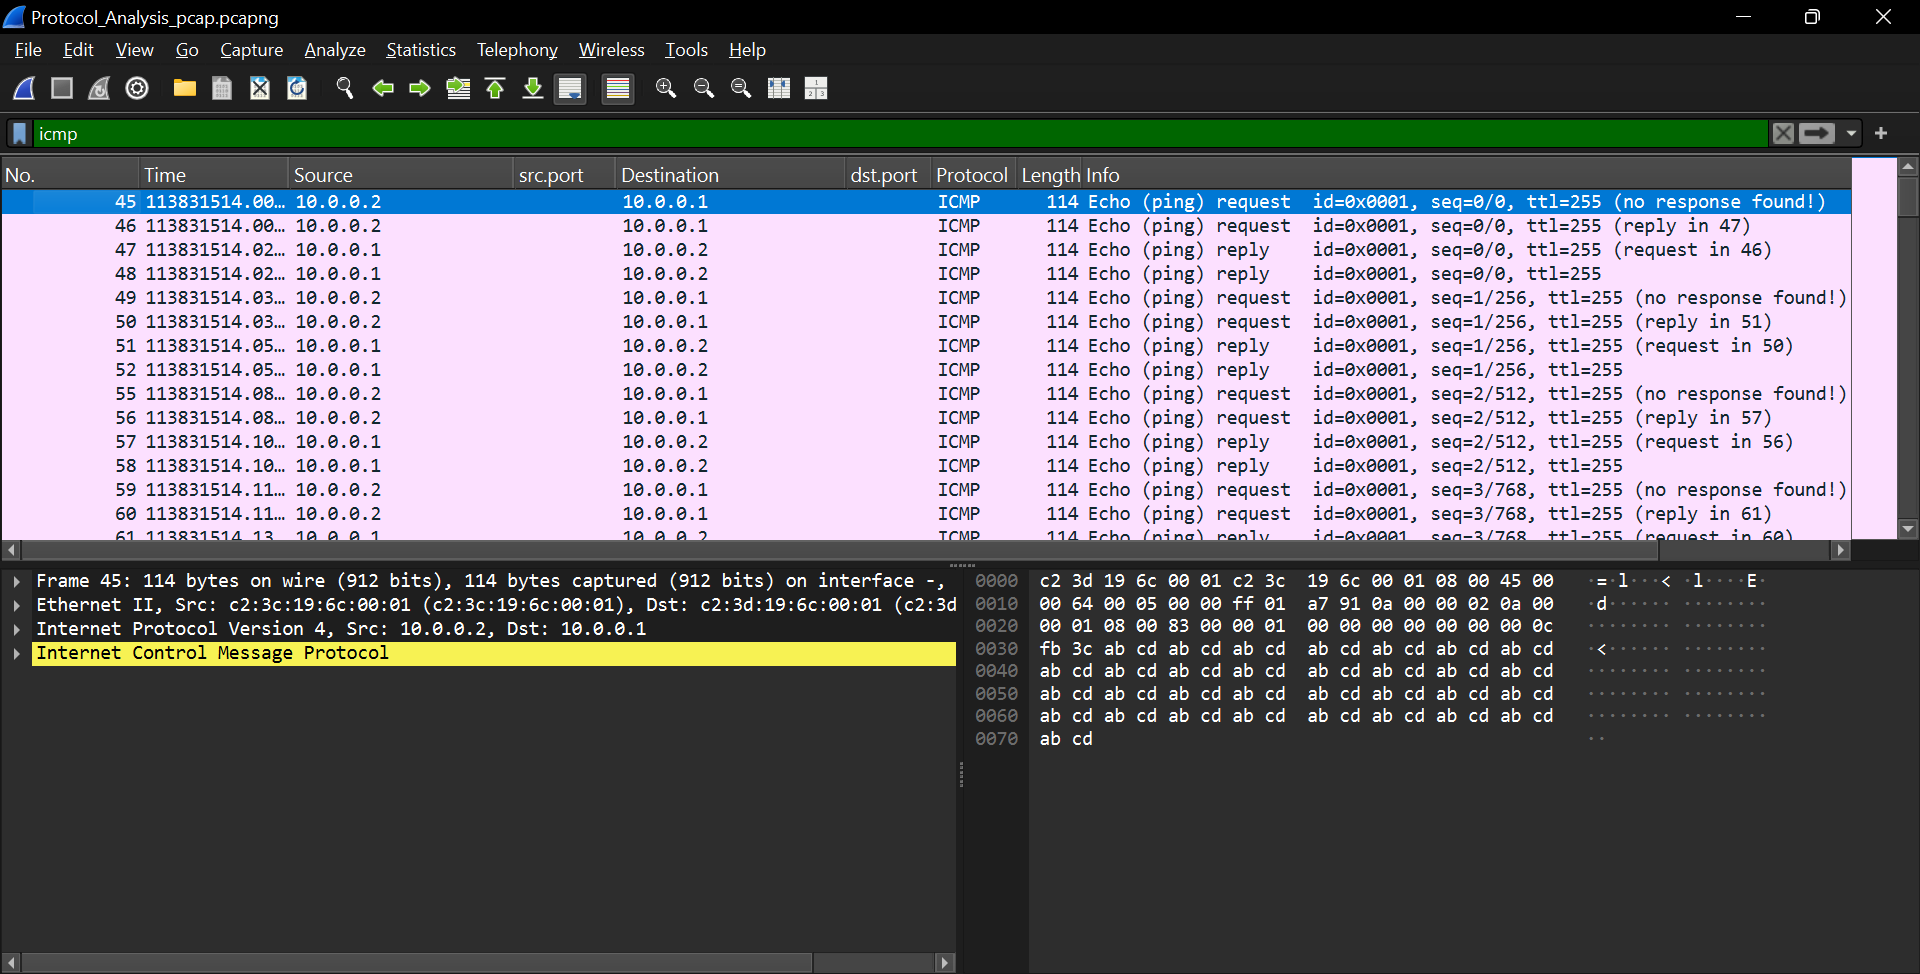 Protocol_Analysis_pcap.pcapng
File Edit View Go Capture Analyze Statistics Telephony Wireless Tools Help
icmp
No. Time Source src.port Destination dst.port Protocol Length Info
45 113831514.00… 10.0.0.2 10.0.0.1 ICMP 114 Echo (ping) request id=0x0001, seq=0/0, ttl=255 (no response found!)
46 113831514.00… 10.0.0.2 10.0.0.1 ICMP 114 Echo (ping) request id=0x0001, seq=0/0, ttl=255 (reply in 47)
47 113831514.02… 10.0.0.1 10.0.0.2 ICMP 114 Echo (ping) reply id=0x0001, seq=0/0, ttl=255 (request in 46)
48 113831514.02… 10.0.0.1 10.0.0.2 ICMP 114 Echo (ping) reply id=0x0001, seq=0/0, ttl=255
49 113831514.03… 10.0.0.2 10.0.0.1 ICMP 114 Echo (ping) request id=0x0001, seq=1/256, ttl=255 (no response found!)
50 113831514.03… 10.0.0.2 10.0.0.1 ICMP 114 Echo (ping) request id=0x0001, seq=1/256, ttl=255 (reply in 51)
51 113831514.05… 10.0.0.1 10.0.0.2 ICMP 114 Echo (ping) reply id=0x0001, seq=1/256, ttl=255 (request in 50)
52 113831514.05… 10.0.0.1 10.0.0.2 ICMP 114 Echo (ping) reply id=0x0001, seq=1/256, ttl=255
55 113831514.08… 10.0.0.2 10.0.0.1 ICMP 114 Echo (ping) request id=0x0001, seq=2/512, ttl=255 (no response found!)
56 113831514.08… 10.0.0.2 10.0.0.1 ICMP 114 Echo (ping) request id=0x0001, seq=2/512, ttl=255 (reply in 57)
57 113831514.10… 10.0.0.1 10.0.0.2 ICMP 114 Echo (ping) reply id=0x0001, seq=2/512, ttl=255 (request in 56)
58 113831514.10… 10.0.0.1 10.0.0.2 ICMP 114 Echo (ping) reply id=0x0001, seq=2/512, ttl=255
59 113831514.11… 10.0.0.2 10.0.0.1 ICMP 114 Echo (ping) request id=0x0001, seq=3/768, ttl=255 (no response found!)
60 113831514.11… 10.0.0.2 10.0.0.1 ICMP 114 Echo (ping) request id=0x0001, seq=3/768, ttl=255 (reply in 61)
61 113831514.13… 10.0.0.1 10.0.0.2 ICMP 114 Echo (ping) reply id=0x0001, seq=3/768, ttl=255 (request in 60)
Frame 45: 114 bytes on wire (912 bits), 114 bytes captured (912 bits) on interface -,
Ethernet II, Src: c2:3c:19:6c:00:01 (c2:3c:19:6c:00:01), Dst: c2:3d:19:6c:00:01 (c2:3d
Internet Protocol Version 4, Src: 10.0.0.2, Dst: 10.0.0.1
Internet Control Message Protocol
0000 c2 3d 19 6c 00 01 c2 3c 19 6c 00 01 08 00 45 00 ·=·l···< ·l····E·
0010 00 64 00 05 00 00 ff 01 a7 91 0a 00 00 02 0a 00 ·d······ ········
0020 00 01 08 00 83 00 00 01 00 00 00 00 00 00 00 0c ········ ········
0030 fb 3c ab cd ab cd ab cd ab cd ab cd ab cd ab cd ·<······ ········
0040 ab cd ab cd ab cd ab cd ab cd ab cd ab cd ab cd ········ ········
0050 ab cd ab cd ab cd ab cd ab cd ab cd ab cd ab cd ········ ········
0060 ab cd ab cd ab cd ab cd ab cd ab cd ab cd ab cd ········ ········
0070 ab cd ··